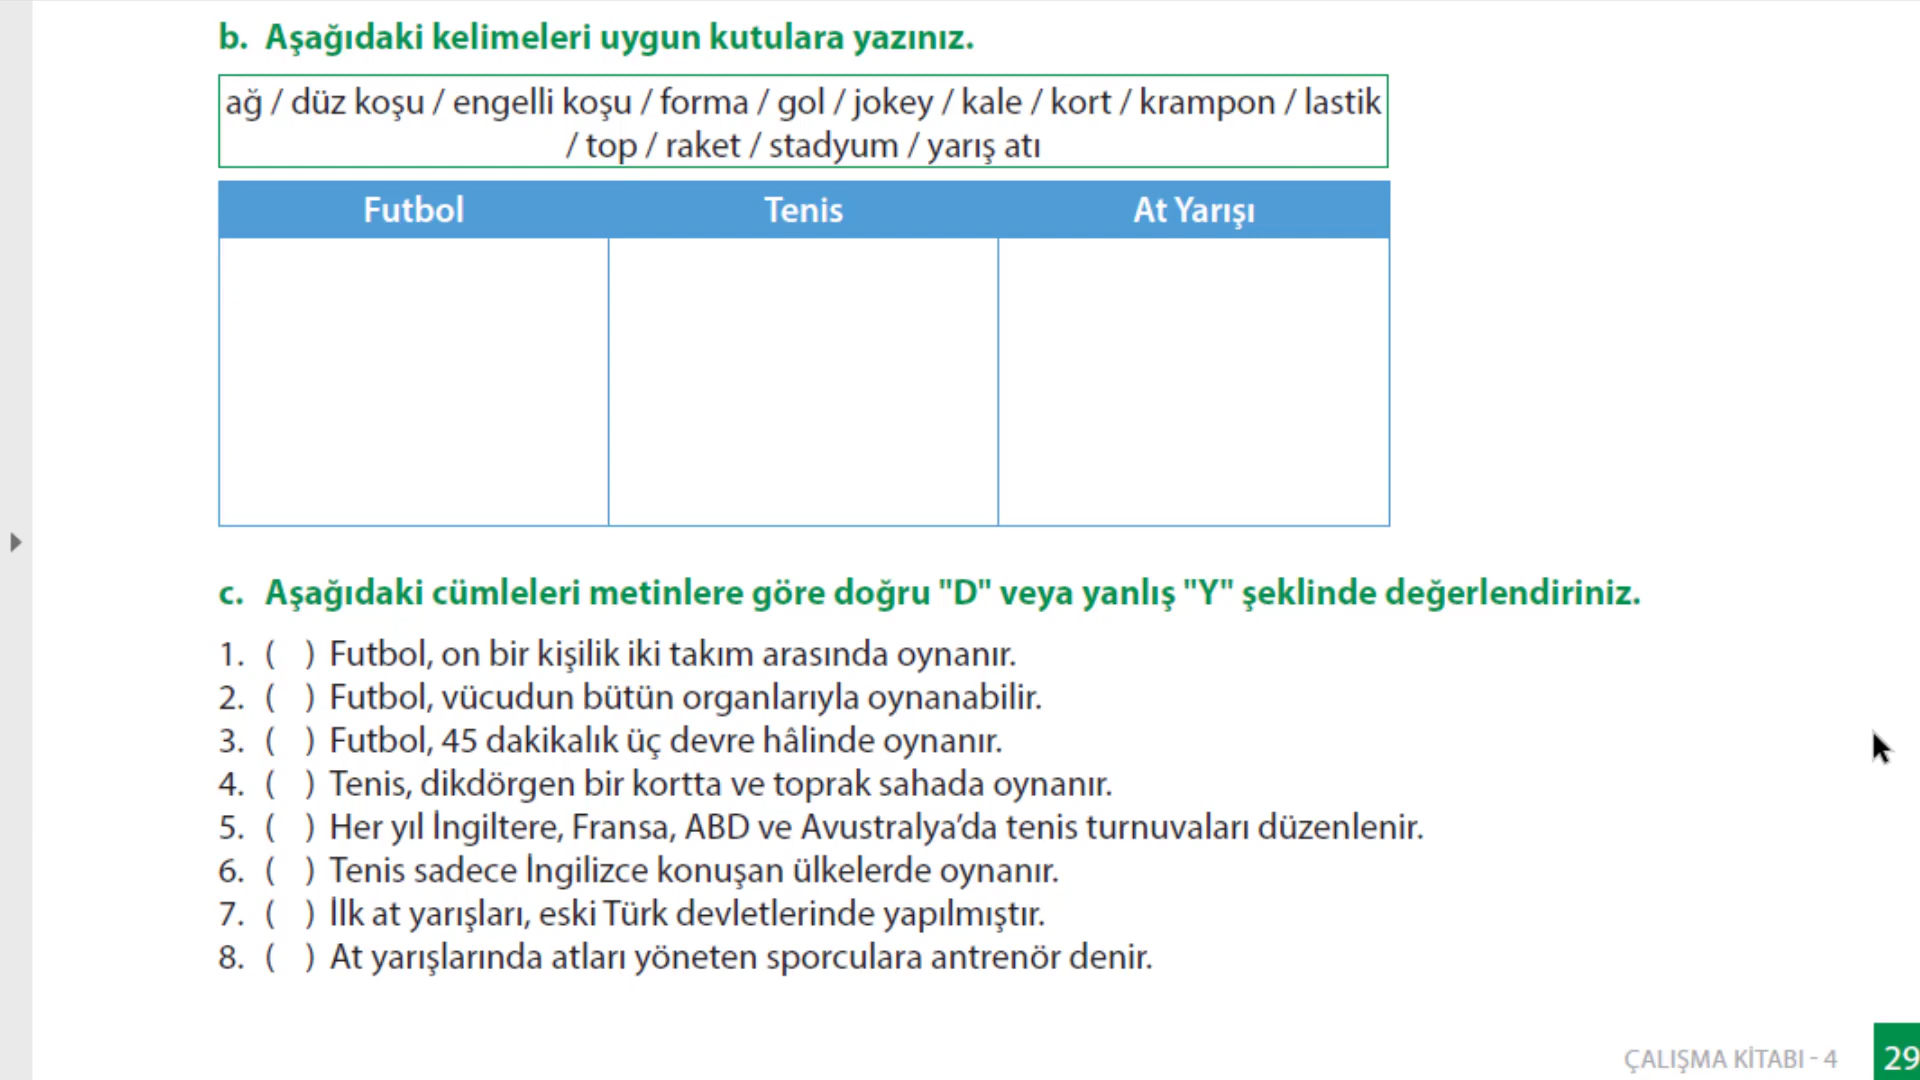 b. Aşağıdaki kelimeleri uygun kutulara yazınız.
ağ / düz koşu / engelli koşu / forma / gol / jokey / kale / kort / krampon / lastik
/ top / raket / stadyum / yarış atı
Futbol Tenis At Yarışı
c. Aşağıdaki cümleleri metinlere göre doğru "D" veya yanlış "Y" şeklinde değerlendiriniz.
1. ( ) Futbol, on bir kişilik iki takım arasında oynanır.
2. ( ) Futbol, vücudun bütün organlarıyla oynanabilir.
3. ( ) Futbol, 45 dakikalık üç devre hâlinde oynanır.
4. ( ) Tenis, dikdörgen bir kortta ve toprak sahada oynanır.
5. ( ) Her yıl İngiltere, Fransa, ABD ve Avustralya’da tenis turnuvaları düzenlenir.
6. ( ) Tenis sadece İngilizce konuşan ülkelerde oynanır.
7. ( ) İlk at yarışları, eski Türk devletlerinde yapılmıştır.
8. ( ) At yarışlarında atları yöneten sporculara antrenör denir.
ÇALIŞMA KİTABI - 4 29